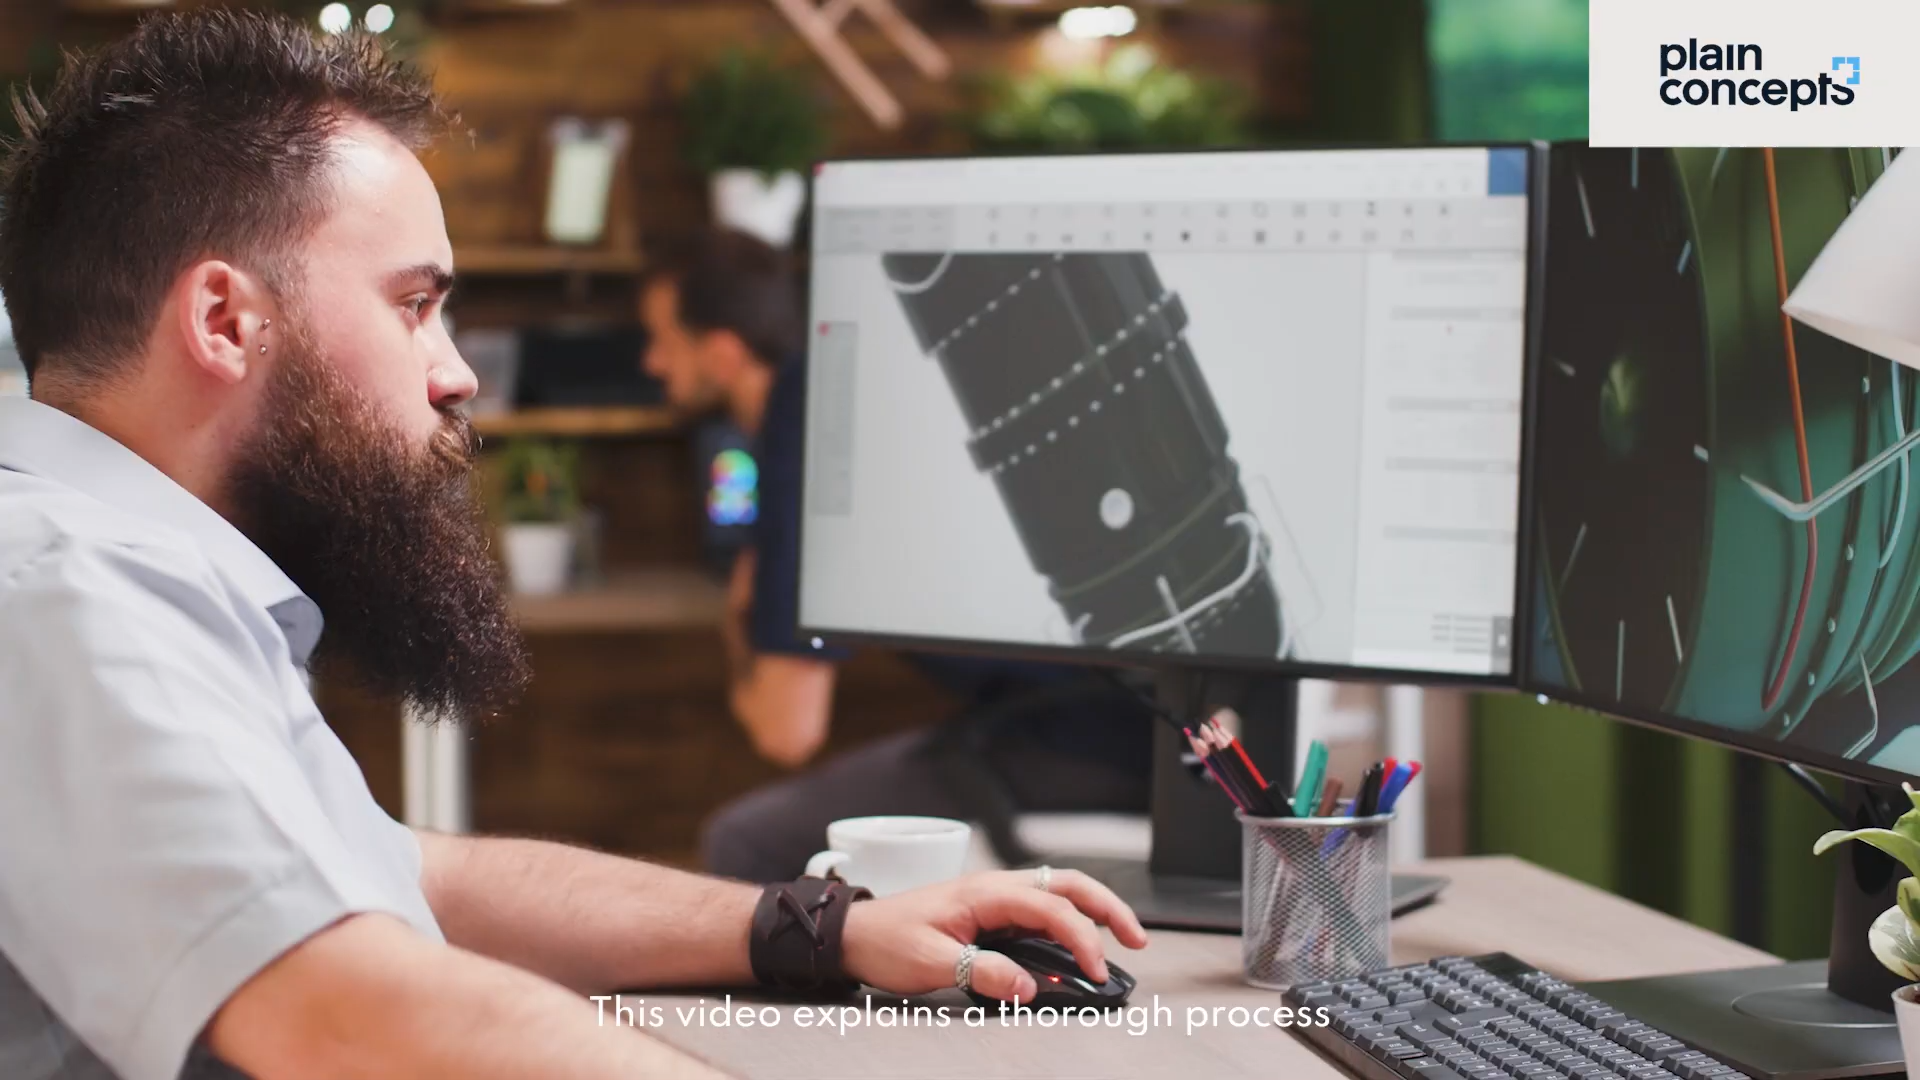 plain
concepts
This video explains a thorough process